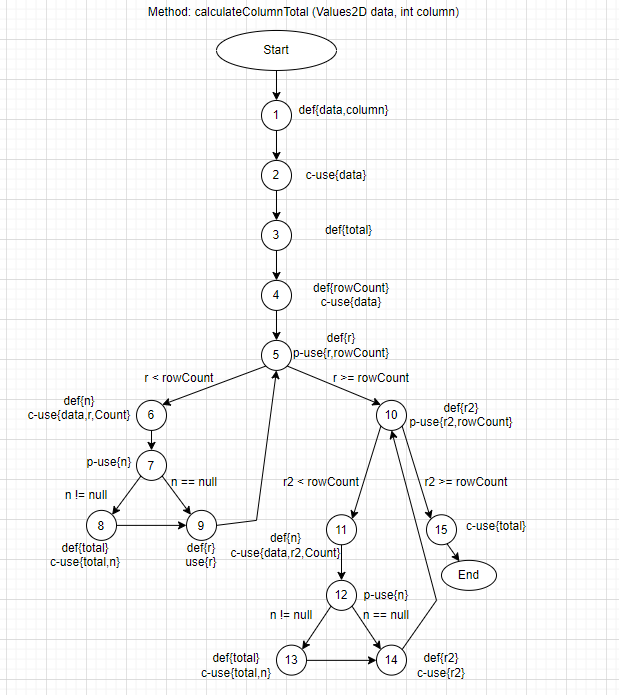 Method: calculateColumnTotal (Values2D data, int column)
Start
1
def{data,column}
2
c-use{data}
3
def{total}
4
def{rowCount}
c-use{data}
5
def{r}
p-use{r,rowCount}
r < rowCount
r >= rowCount
def{n}
c-use{data,r,Count}
6
10
def{r2}
p-use{r2,rowCount}
p-use{n}
7
n != null
n == null
r2 < rowCount
r2 >= rowCount
8
9
def{total}
c-use{total,n}
def{r}
use{r}
def{n}
c-use{data,r2,Count}
11
15
c-use{total}
End
12
p-use{n}
n != null
n == null
def{total}
c-use{total,n}
13
14
def{r2}
c-use{r2}